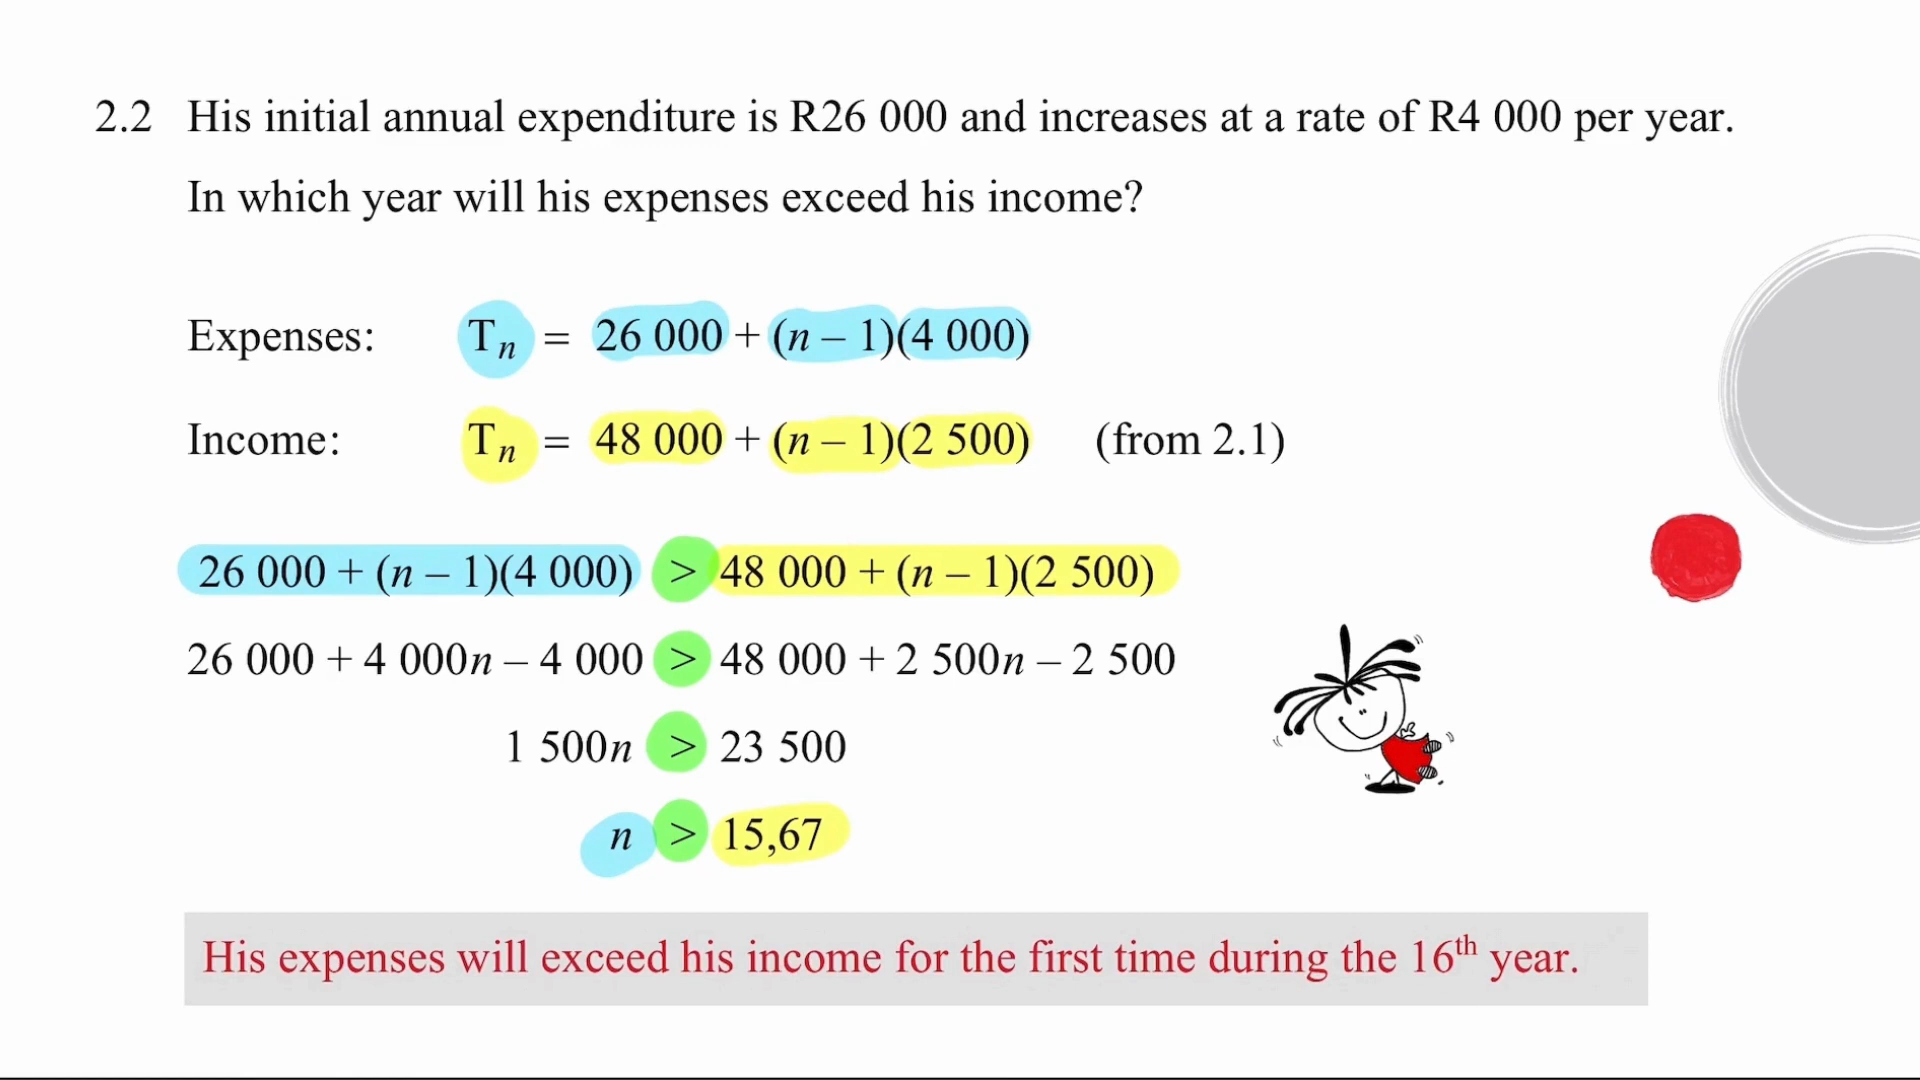 2.2 His initial annual expenditure is R26 000 and increases at a rate of R4 000 per year.
In which year will his expenses exceed his income?
Expenses: Tₙ = 26 000 + (n – 1)(4 000)
Income: Tₙ = 48 000 + (n – 1)(2 500) (from 2.1)
26 000 + (n – 1)(4 000) > 48 000 + (n – 1)(2 500)
26 000 + 4 000n – 4 000 > 48 000 + 2 500n – 2 500
1 500n > 23 500
n > 15,67
His expenses will exceed his income for the first time during the 16th year.